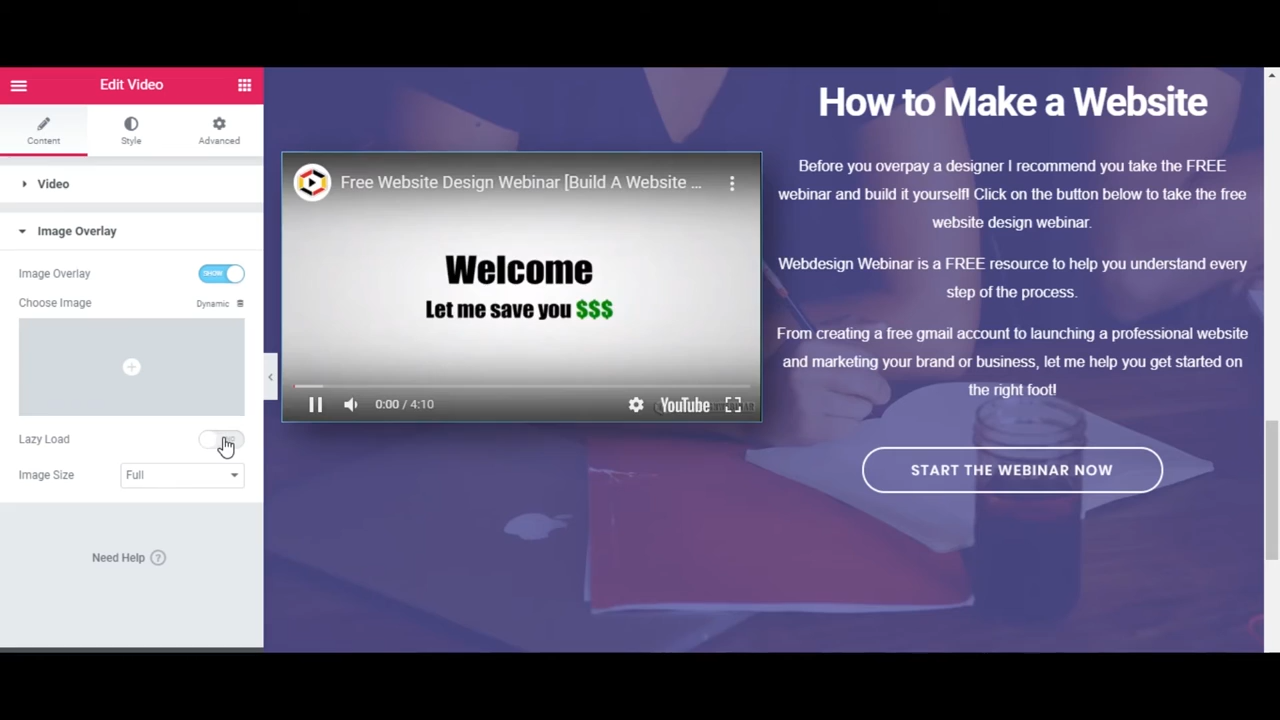 Edit Video
Content
Style
Advanced
Video
Image Overlay
Image Overlay
SHOW
Choose Image
Dynamic
Lazy Load
Image Size
Full
Need Help ?
Free Website Design Webinar [Build A Website ...
Welcome
Let me save you $$$
0:00 / 4:10
YouTube
How to Make a Website
Before you overpay a designer I recommend you take the FREE
webinar and build it yourself! Click on the button below to take the free
website design webinar.
Webdesign Webinar is a FREE resource to help you understand every
step of the process.
From creating a free gmail account to launching a professional website
and marketing your brand or business, let me help you get started on
the right foot!
START THE WEBINAR NOW